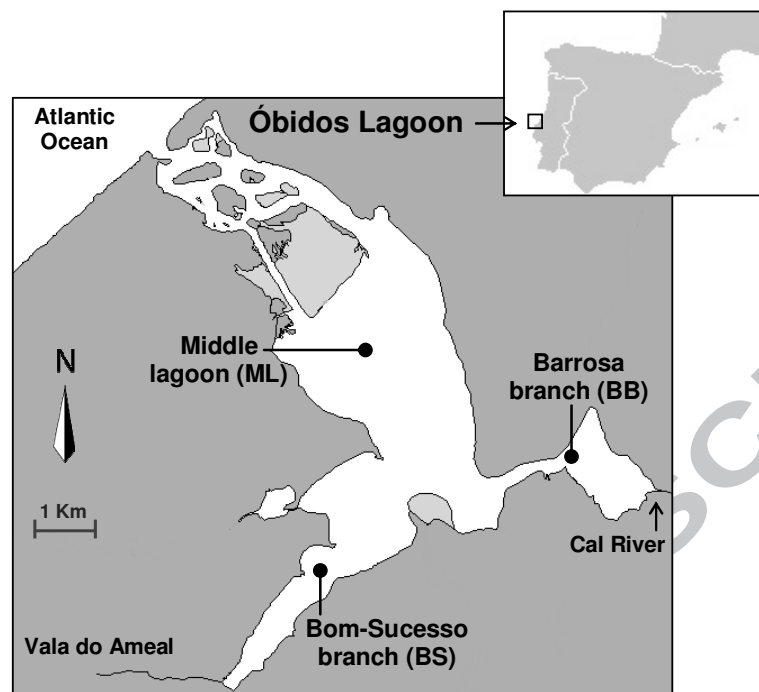 Atlantic
Ocean
Óbidos Lagoon
Middle
lagoon (ML)
N
Barrosa
branch (BB)
1 Km
Cal River
Bom-Sucesso
branch (BS)
Vala do Ameal